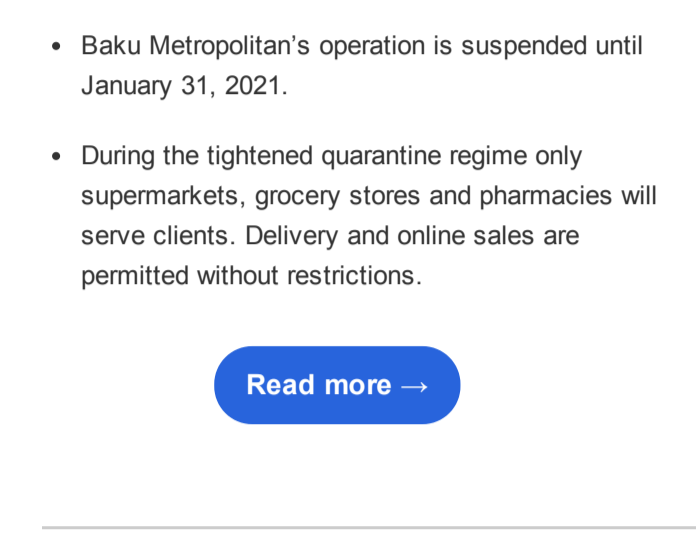 • Baku Metropolitan’s operation is suspended until
January 31, 2021.
• During the tightened quarantine regime only
supermarkets, grocery stores and pharmacies will
serve clients. Delivery and online sales are
permitted without restrictions.
Read more →